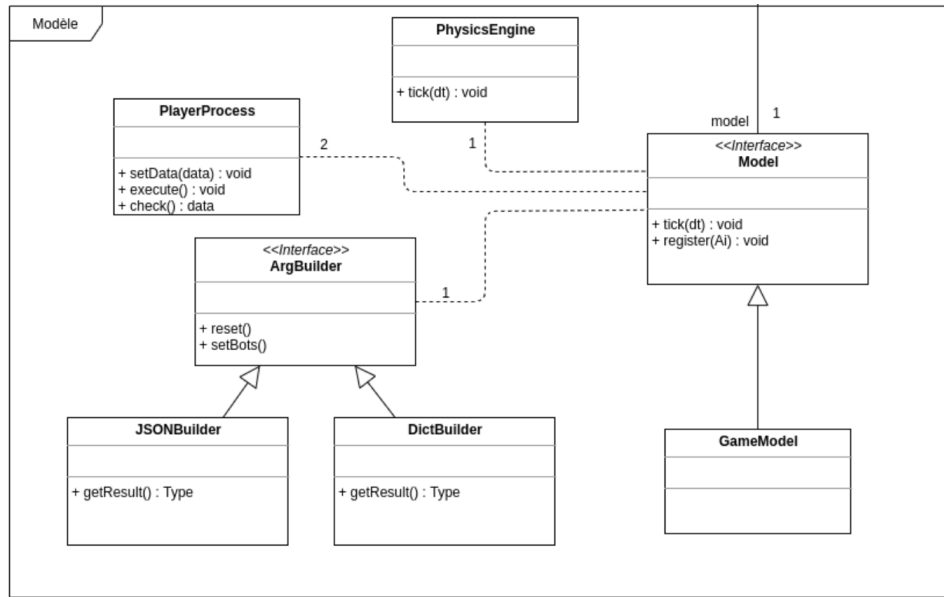 Modèle
PhysicsEngine
+ tick(dt) : void
PlayerProcess
+ setData(data) : void
+ execute() : void
+ check() : data
2
1
model
1
<<Interface>>
Model
+ tick(dt) : void
+ register(Ai) : void
<<Interface>>
ArgBuilder
+ reset()
+ setBots()
1
JSONBuilder
+ getResult() : Type
DictBuilder
+ getResult() : Type
GameModel